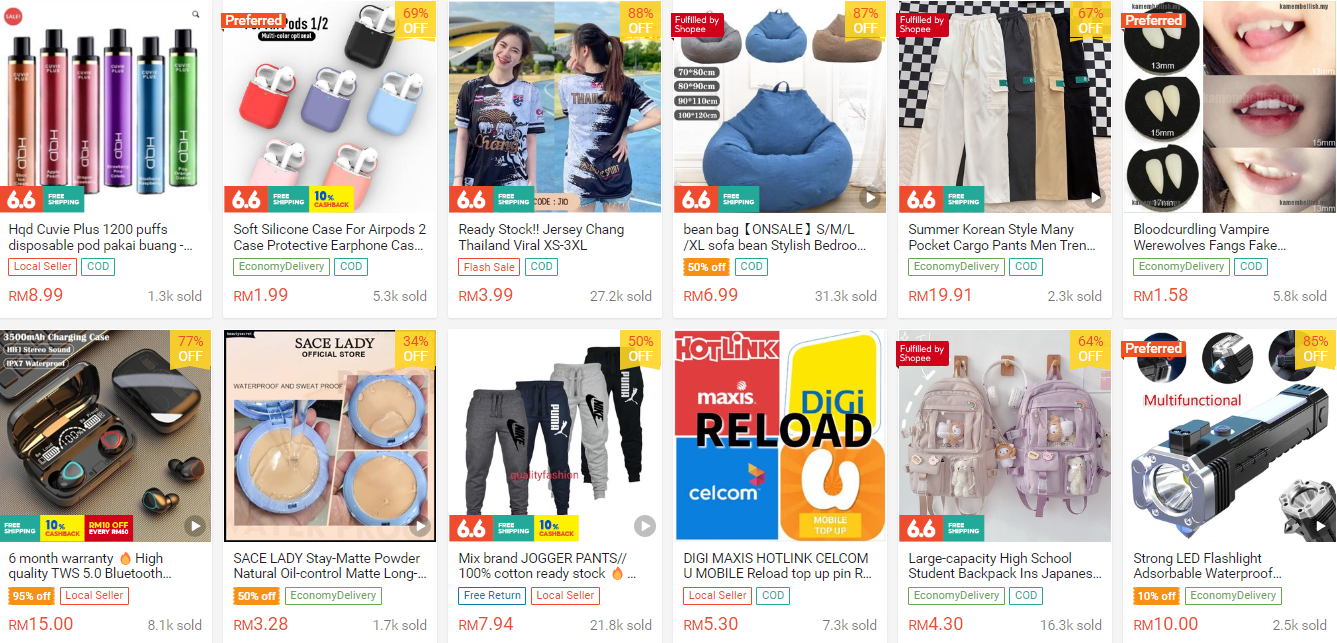 SALE!
CUVIE PLUS
HQD
6.6 FREE SHIPPING
Hqd Cuvie Plus 1200 puffs
disposable pod pakai buang -...
Local Seller COD
RM8.99 1.3k sold
Preferred
Pods 1/2
Multi-color optional
69% OFF
6.6 FREE SHIPPING 10% CASHBACK
Soft Silicone Case For Airpods 2
Case Protective Earphone Cas...
EconomyDelivery COD
RM1.99 5.3k sold
88% OFF
THAILAND
CODE : JIO
6.6 FREE SHIPPING
Ready Stock!! Jersey Chang
Thailand Viral XS-3XL
Flash Sale COD
RM3.99 27.2k sold
Fulfilled by
Shopee
87% OFF
70*80cm
80*90cm
90*110cm
100*120cm
6.6 FREE SHIPPING
bean bag【ONSALE】S/M/L
/XL sofa bean Stylish Bedroo...
50% off COD
RM6.99 31.3k sold
Fulfilled by
Shopee
67% OFF
6.6 FREE SHIPPING
Summer Korean Style Many
Pocket Cargo Pants Men Tren...
EconomyDelivery COD
RM19.91 2.3k sold
Preferred
kamembellish.my
13mm
15mm
15mm
17mm
Bloodcurdling Vampire
Werewolves Fangs Fake...
EconomyDelivery COD
RM1.58 5.8k sold
3500mAh Charging Case
HIFI Stereo Sound
IPX7 Waterproof
77% OFF
FREE SHIPPING 10% CASHBACK RM10 OFF EVERY RM60
6 month warranty 🔥 High
quality TWS 5.0 Bluetooth...
95% off Local Seller
RM15.00 8.1k sold
SACE LADY
OFFICIAL STORE
34% OFF
WATERPROOF AND SWEAT PROOF
SACE LADY Stay-Matte Powder
Natural Oil-control Matte Long-...
50% off EconomyDelivery
RM3.28 1.7k sold
50% OFF
PUMA
NIKE
PUMA
qualityfashion
6.6 FREE SHIPPING 10% CASHBACK
Mix brand JOGGER PANTS//
100% cotton ready stock 🔥 ...
Free Return Local Seller
RM7.94 21.8k sold
HOTLINK
maxis
DiGi
RELOAD
celcom
MOBILE
TOP UP
DIGI MAXIS HOTLINK CELCOM
U MOBILE Reload top up pin R...
Local Seller COD
RM5.30 7.3k sold
Fulfilled by
Shopee
64% OFF
6.6 FREE SHIPPING
Large-capacity High School
Student Backpack Ins Japanes...
EconomyDelivery COD
RM4.30 16.3k sold
Preferred
85% OFF
Multifunctional
Strong LED Flashlight
Adsorbable Waterproof...
10% off EconomyDelivery
RM10.00 2.5k sold